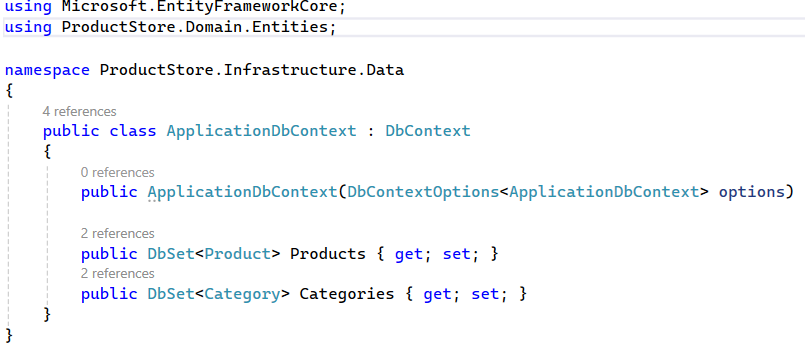 using Microsoft.EntityFrameworkCore;
using ProductStore.Domain.Entities;
namespace ProductStore.Infrastructure.Data
{
4 references
public class ApplicationDbContext : DbContext
{
0 references
public ApplicationDbContext(DbContextOptions<ApplicationDbContext> options)
2 references
public DbSet<Product> Products { get; set; }
2 references
public DbSet<Category> Categories { get; set; }
}
}